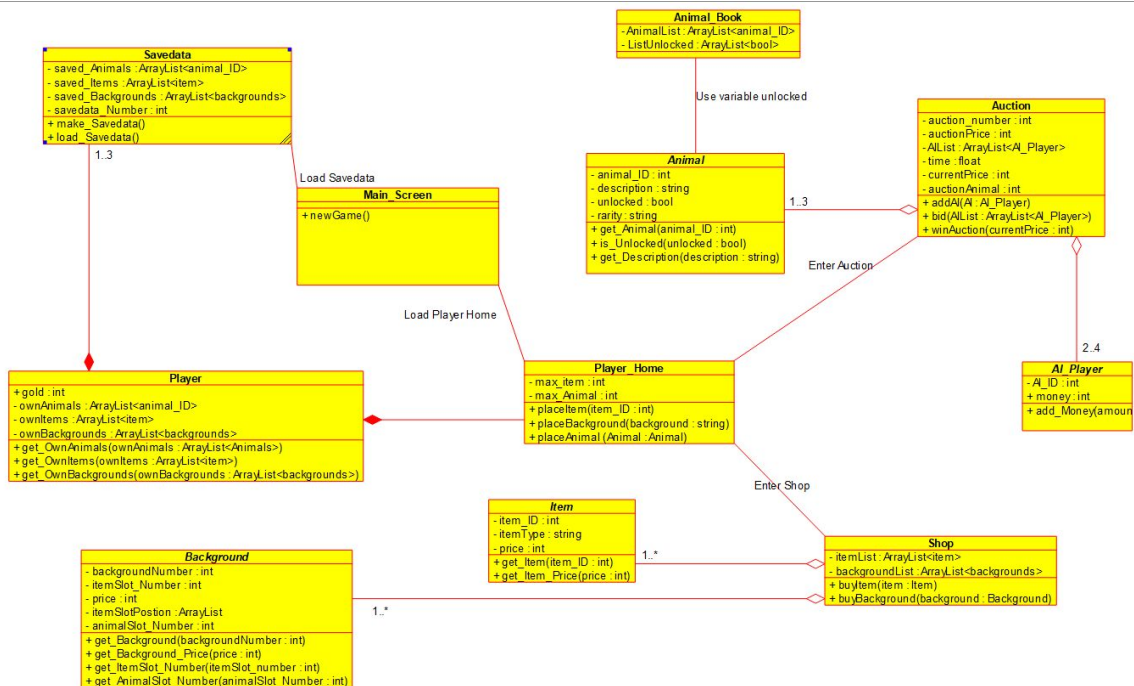 Animal_Book
- AnimalList : ArrayList<animal_ID>
- ListUnlocked : ArrayList<bool>
Use variable unlocked
Savedata
- saved_Animals : ArrayList<animal_ID>
- saved_Items : ArrayList<item>
- saved_Backgrounds : ArrayList<backgrounds>
- savedata_Number : int
+ make_Savedata()
+ load_Savedata()
1..3
Load Savedata
Main_Screen
+ newGame()
Load Player Home
Animal
- animal_ID : int
- description : string
- unlocked : bool
- rarity : string
+ get_Animal(animal_ID : int)
+ is_Unlocked(unlocked : bool)
+ get_Description(description : string)
1..3
Auction
- auction_number : int
- auctionPrice : int
- AIList : ArrayList<AI_Player>
- time : float
- currentPrice : int
- auctionAnimal : int
+ addAI(AI : AI_Player)
+ bid(AIList : ArrayList<AI_Player>)
+ winAuction(currentPrice : int)
Enter Auction
2..4
AI_Player
- AI_ID : int
+ money : int
+ add_Money(amoun
Player
+ gold : int
- ownAnimals : ArrayList<animal_ID>
- ownItems : ArrayList<item>
- ownBackgrounds : ArrayList<backgrounds>
+ get_OwnAnimals(ownAnimals : ArrayList<Animals>)
+ get_OwnItems(ownItems : ArrayList<item>)
+ get_OwnBackgrounds(ownBackgrounds : ArrayList<backgrounds>)
Player_Home
- max_item : int
- max_Animal : int
+ placeItem(item_ID : int)
+ placeBackground(background : string)
+ placeAnimal (Animal : Animal)
Enter Shop
Item
- item_ID : int
- itemType : string
- price : int
+ get_Item(item_ID : int)
+ get_Item_Price(price : int)
1..*
Shop
- itemList : ArrayList<item>
- backgroundList : ArrayList<backgrounds>
+ buyItem(item : Item)
+ buyBackground(background : Background)
1..*
Background
- backgroundNumber : int
- itemSlot_Number : int
- price : int
- itemSlotPostion : ArrayList
- animalSlot_Number : int
+ get_Background(backgroundNumber : int)
+ get_Background_Price(price : int)
+ get_ItemSlot_Number(itemSlot_number : int)
+ get_AnimalSlot_Number(animalSlot_Number : int)